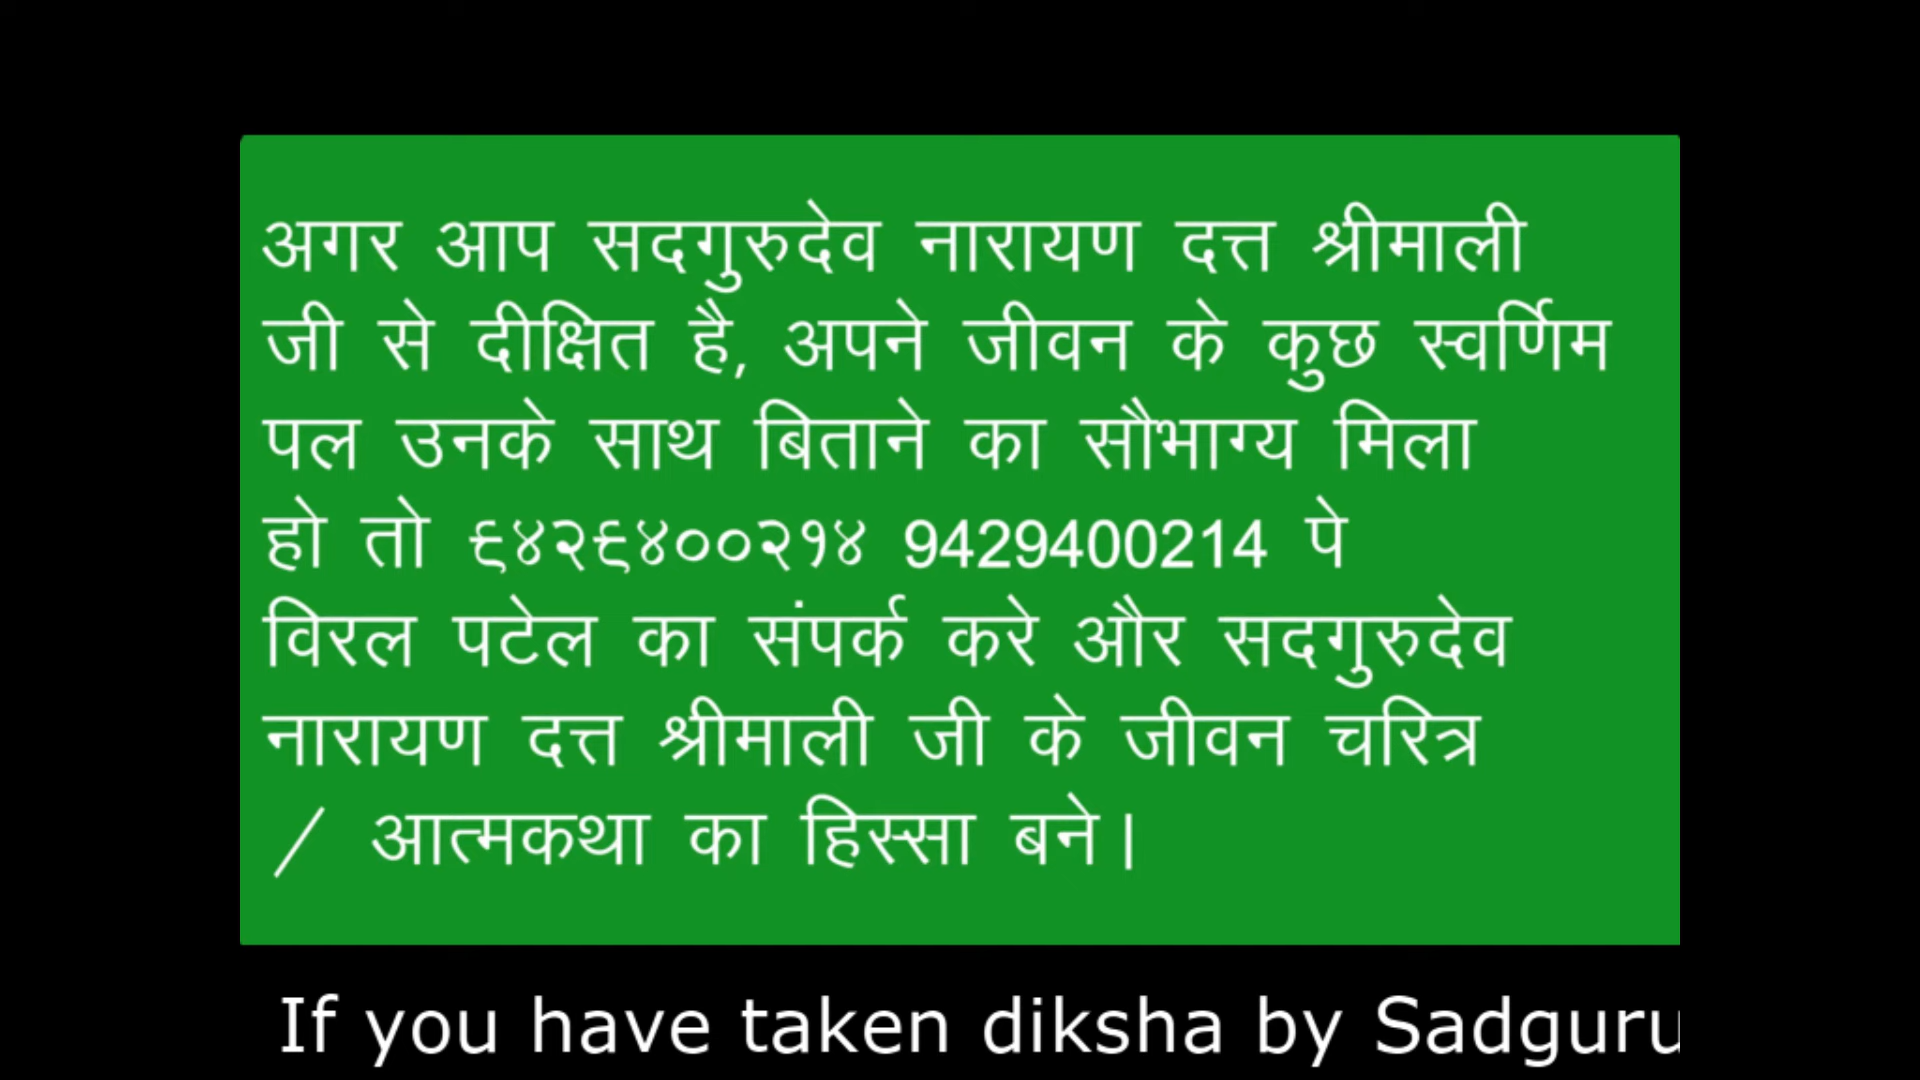 अगर आप सदगुरुदेव नारायण दत्त श्रीमाली
जी से दीक्षित है, अपने जीवन के कुछ स्वर्णिम
पल उनके साथ बिताने का सौभाग्य मिला
हो तो ९४२९४००२१४ 9429400214 पे
विरल पटेल का संपर्क करे और सदगुरुदेव
नारायण दत्त श्रीमाली जी के जीवन चरित्र
/ आत्मकथा का हिस्सा बने।
If you have taken diksha by Sadguru